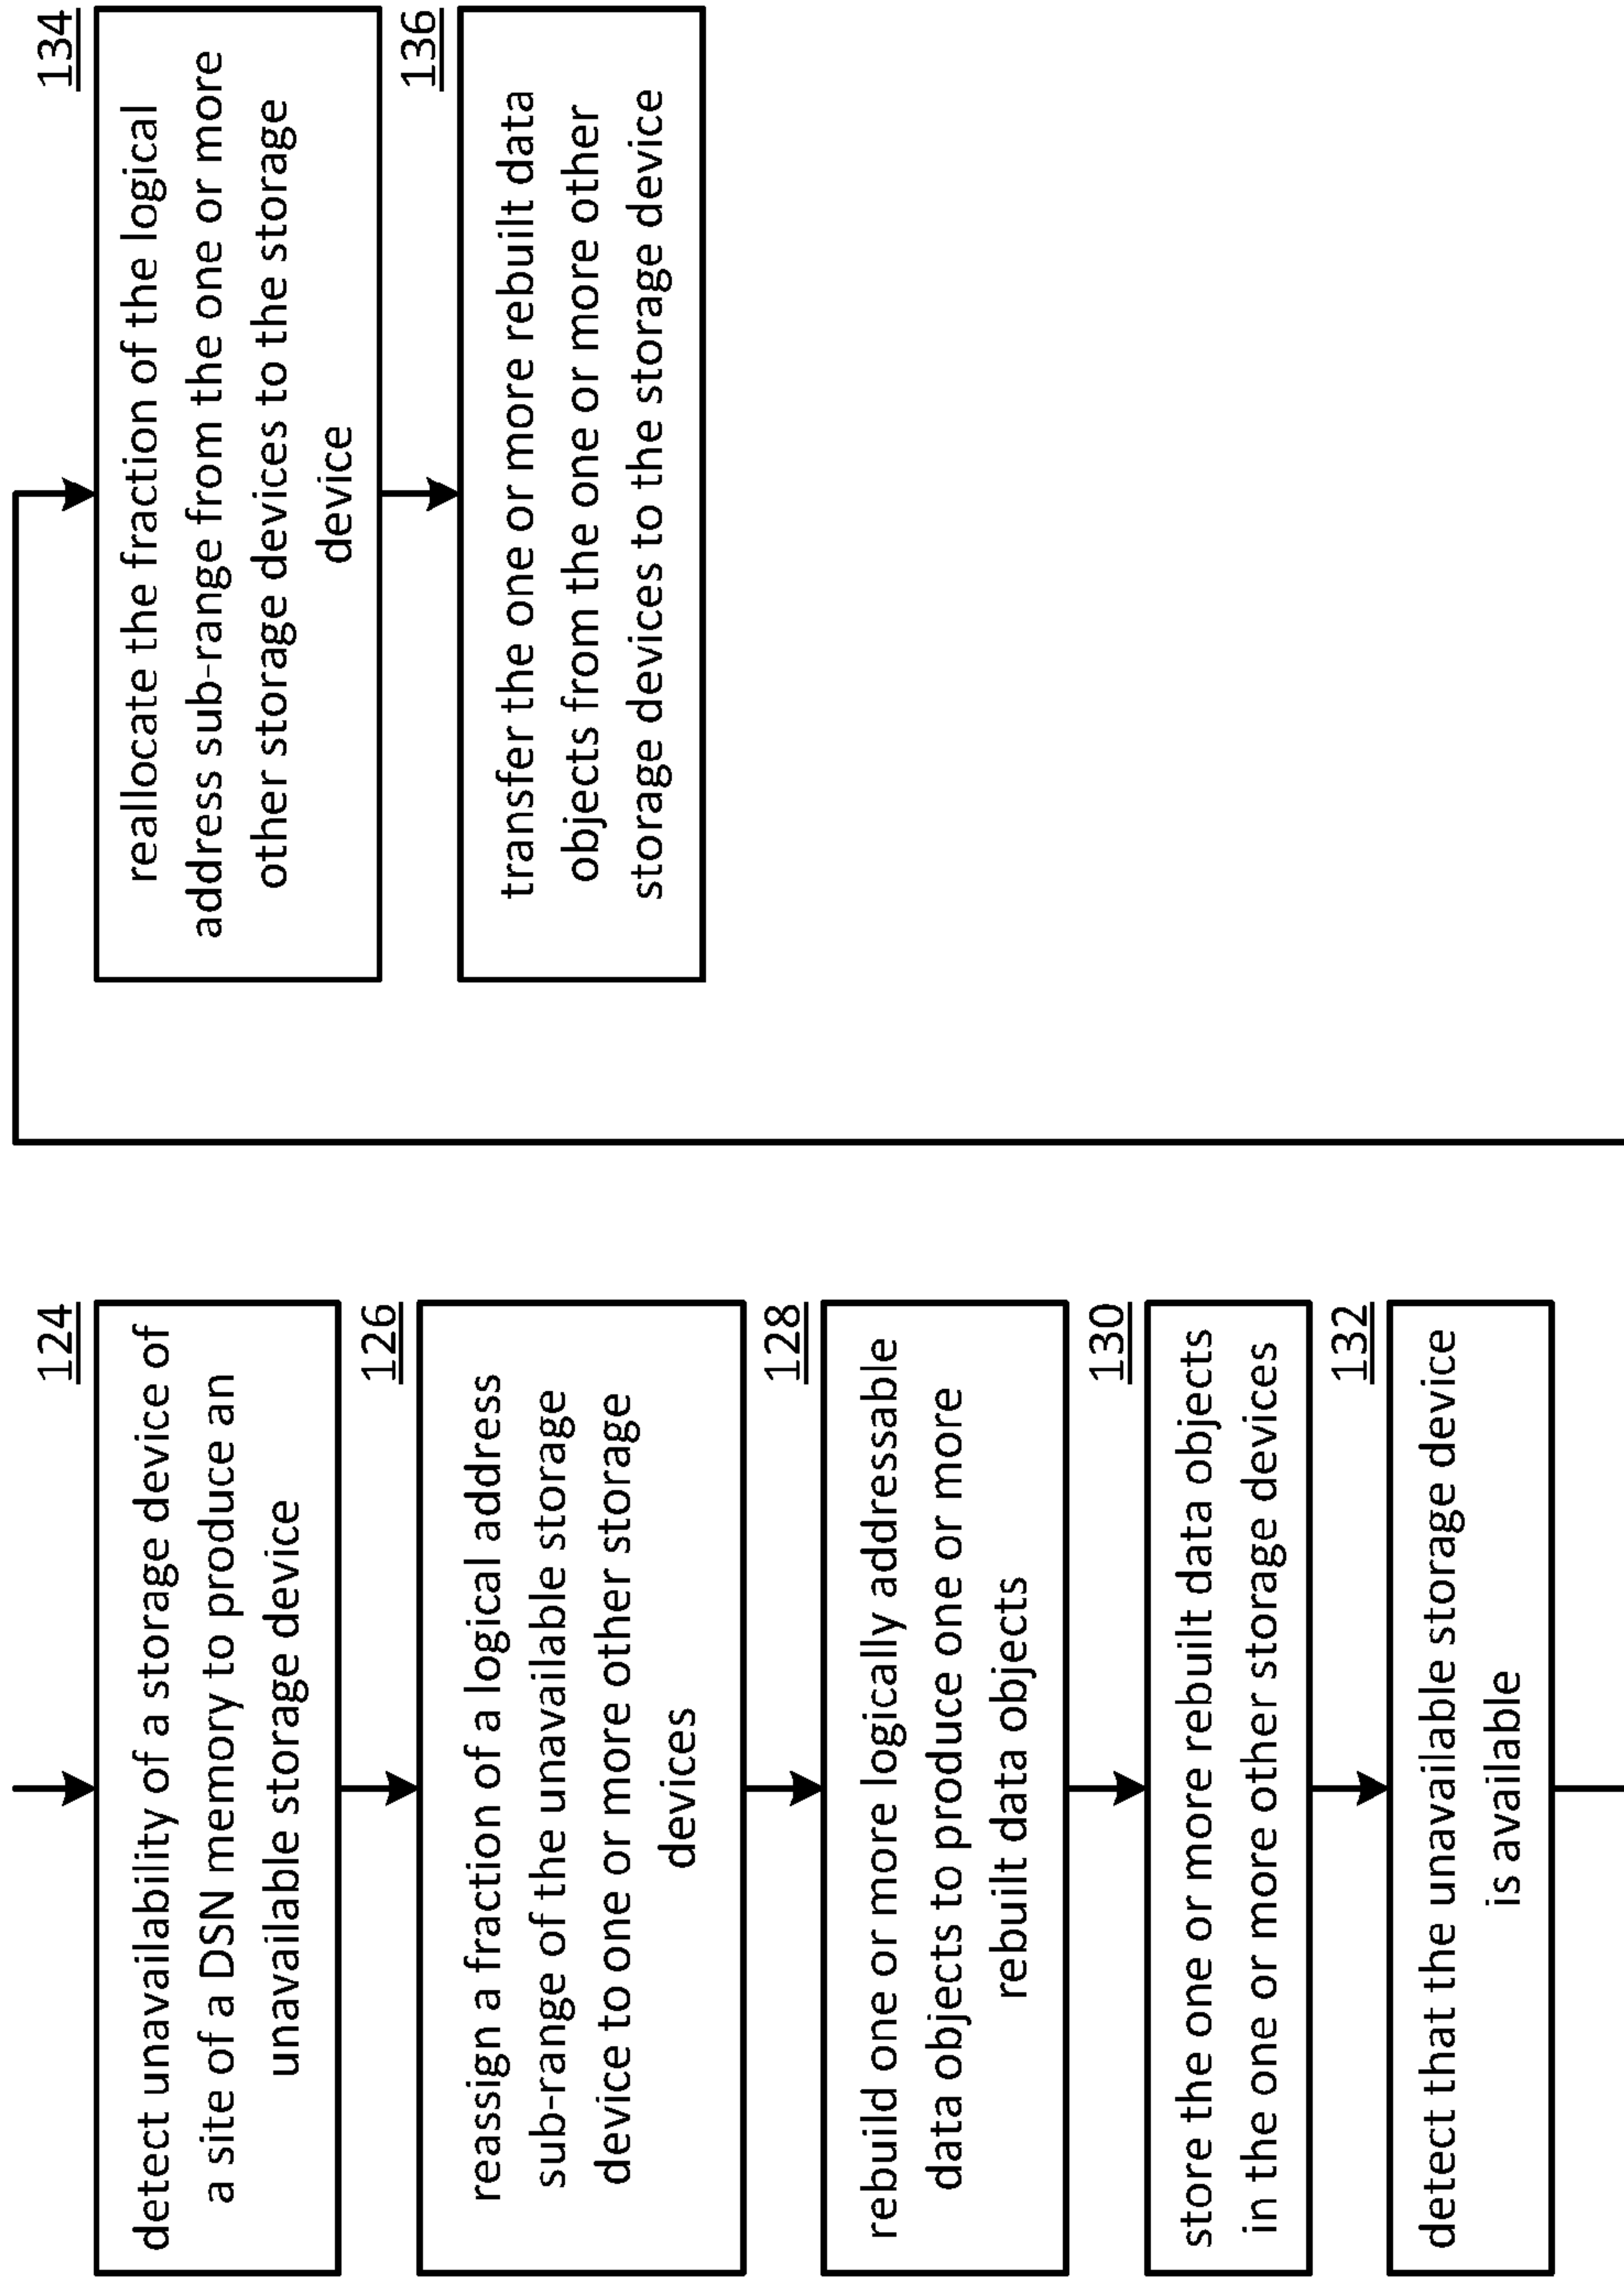 124
detect unavailability of a storage device of
a site of a DSN memory to produce an
unavailable storage device
126
reassign a fraction of a logical address
sub-range of the unavailable storage
device to one or more other storage
devices
128
rebuild one or more logically addressable
data objects to produce one or more
rebuilt data objects
130
store the one or more rebuilt data objects
in the one or more other storage devices
132
detect that the unavailable storage device
is available
134
reallocate the fraction of the logical
address sub-range from the one or more
other storage devices to the storage
device
136
transfer the one or more rebuilt data
objects from the one or more other
storage devices to the storage device